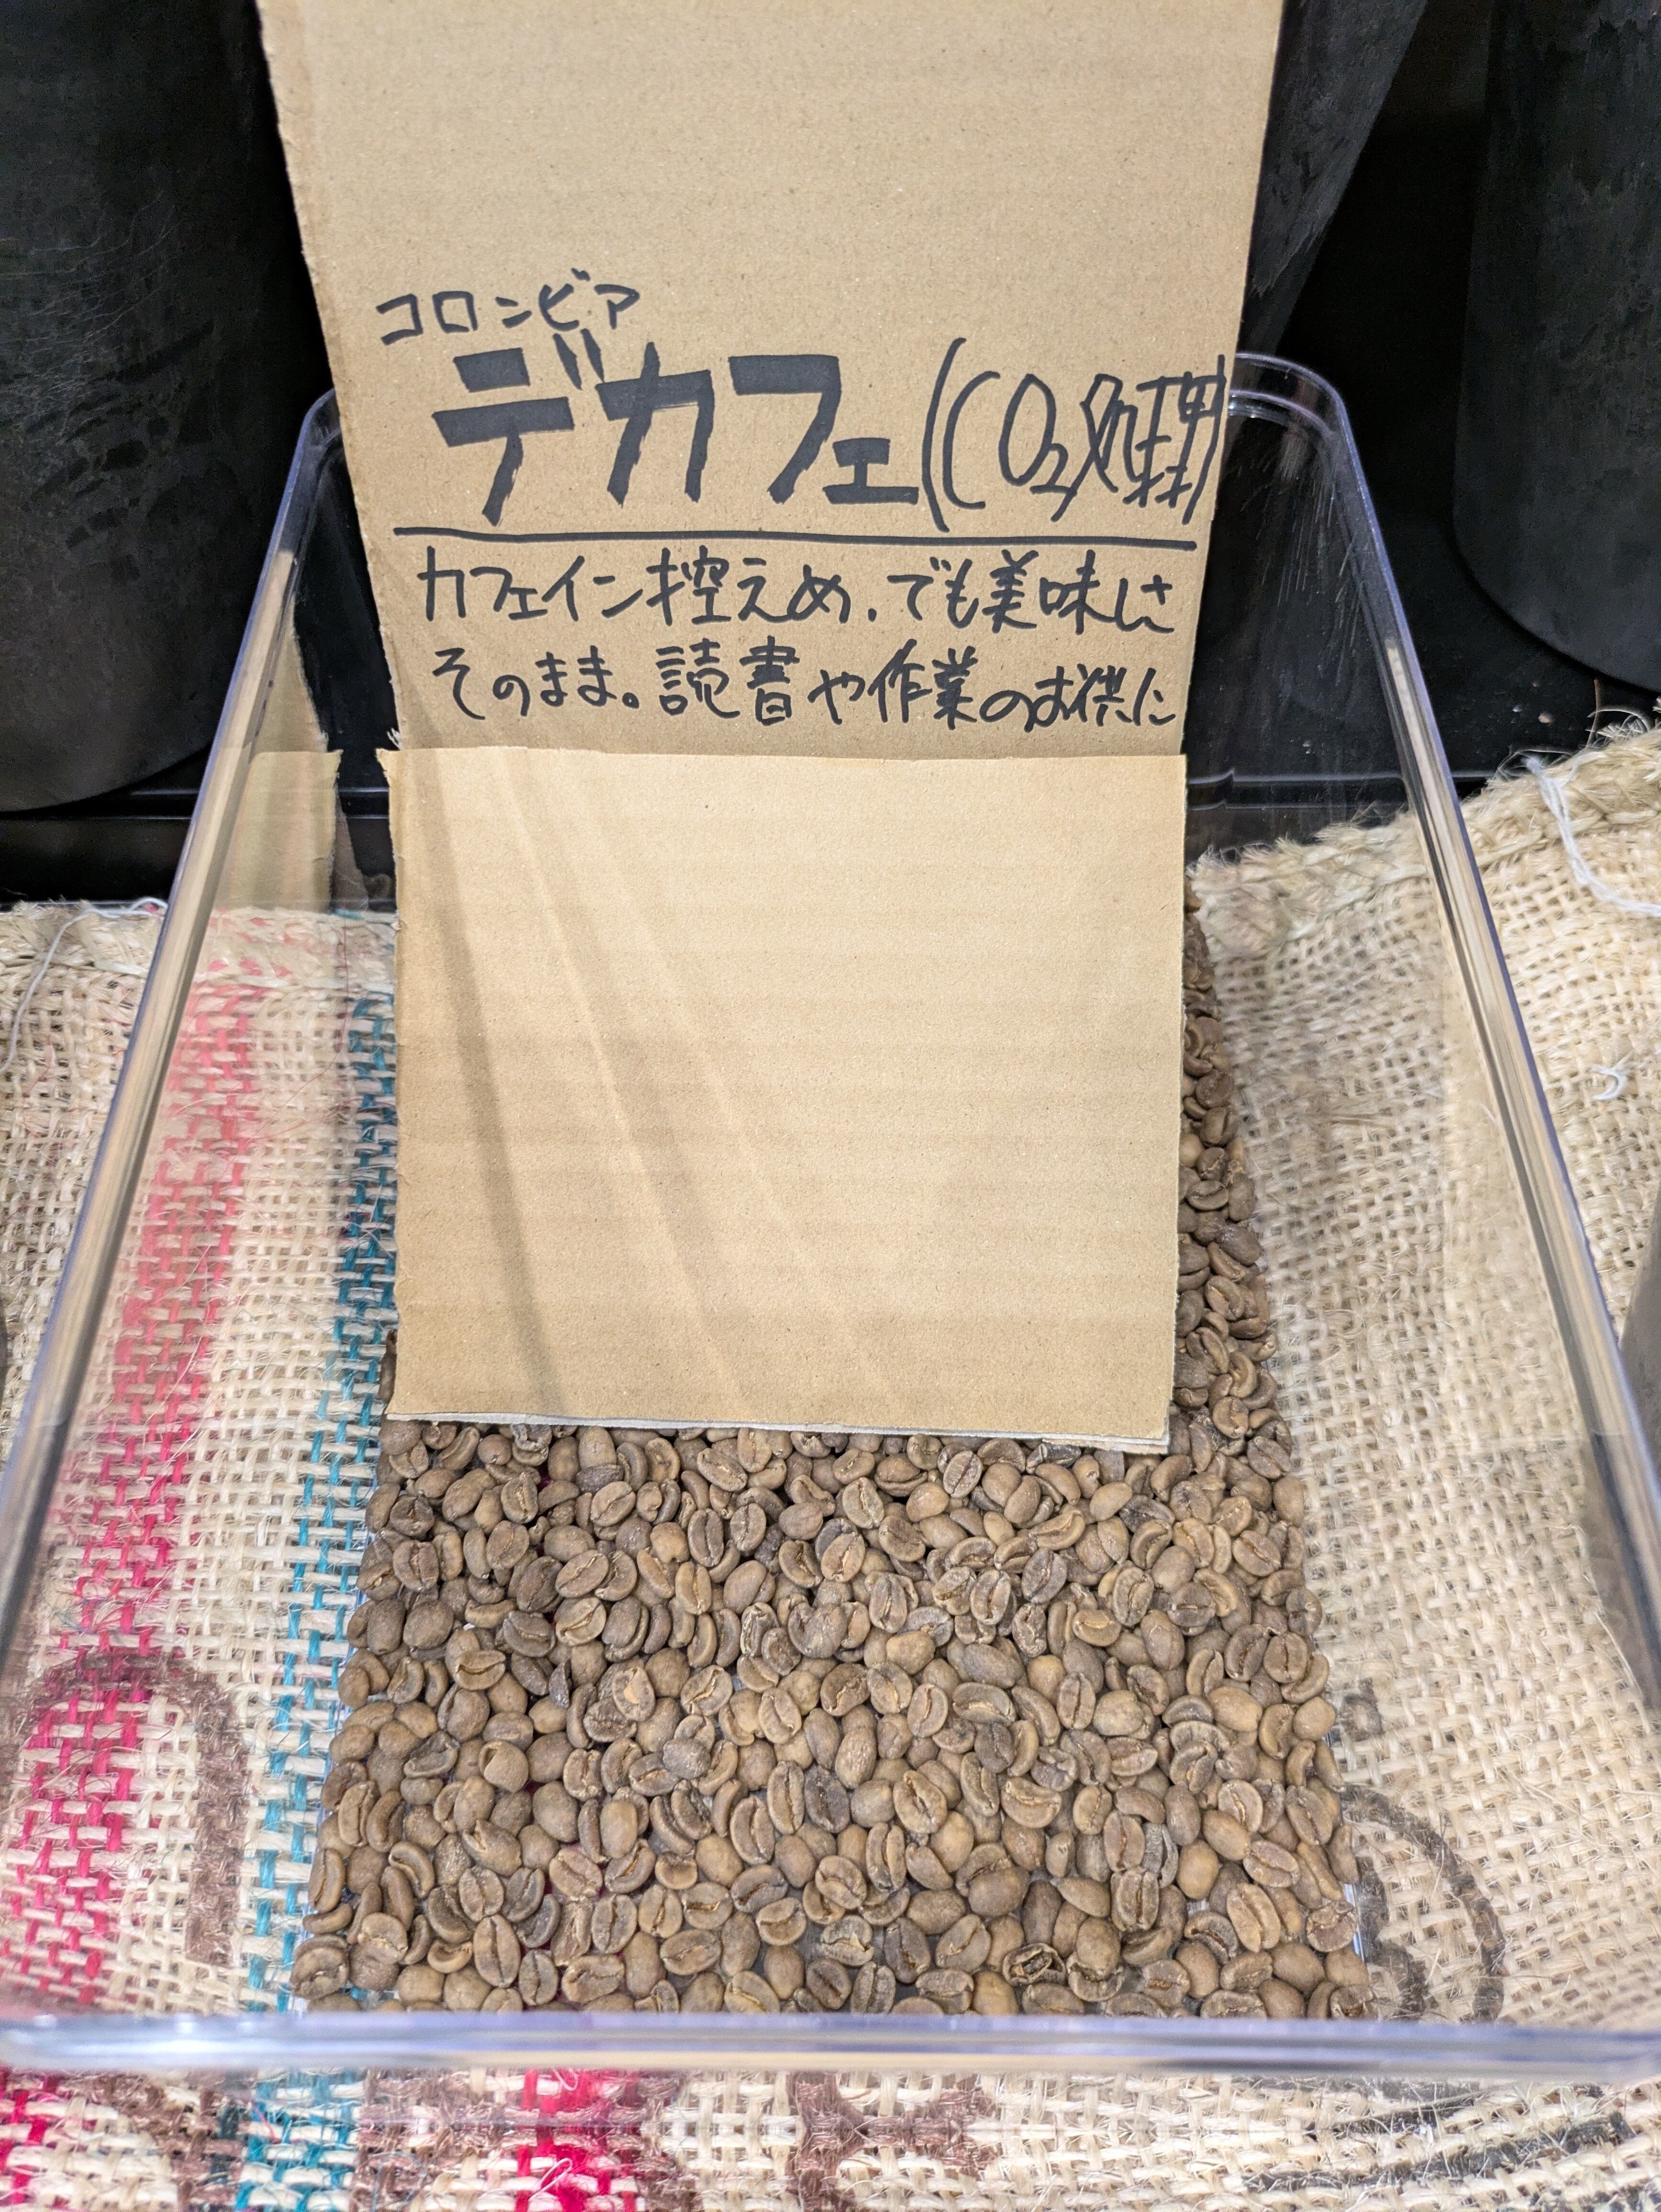 コロンビア
デカフェ(CO2処理)
カフェイン控えめ、でも美味しさ
そのまま。読書や作業のお供に